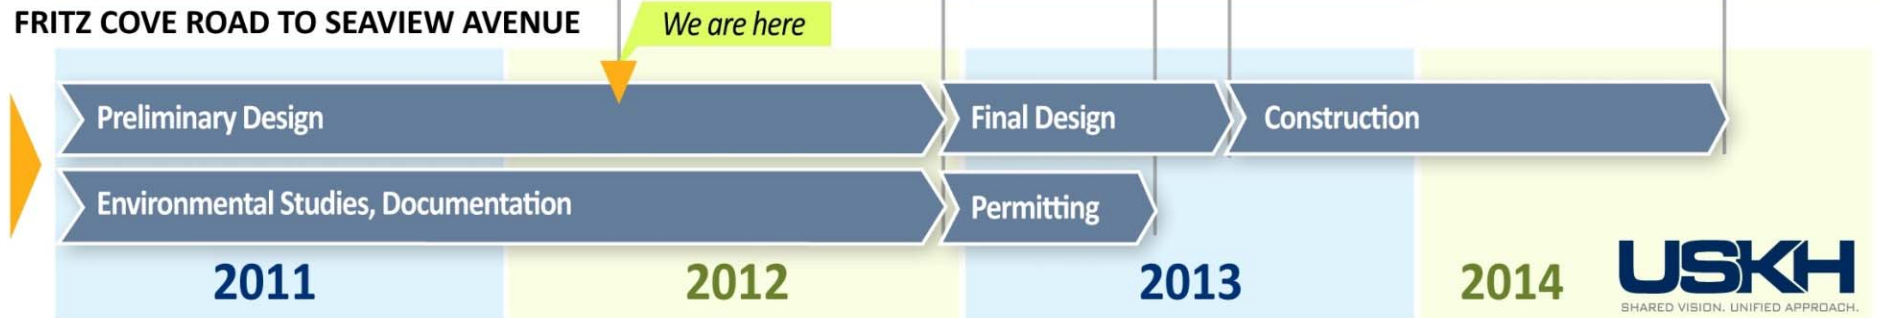 FRITZ COVE ROAD TO SEAVIEW AVENUE
We are here
Preliminary Design
Final Design
Construction
Environmental Studies, Documentation
Permitting
2011
2012
2013
2014
USKH
SHARED VISION. UNIFIED APPROACH.